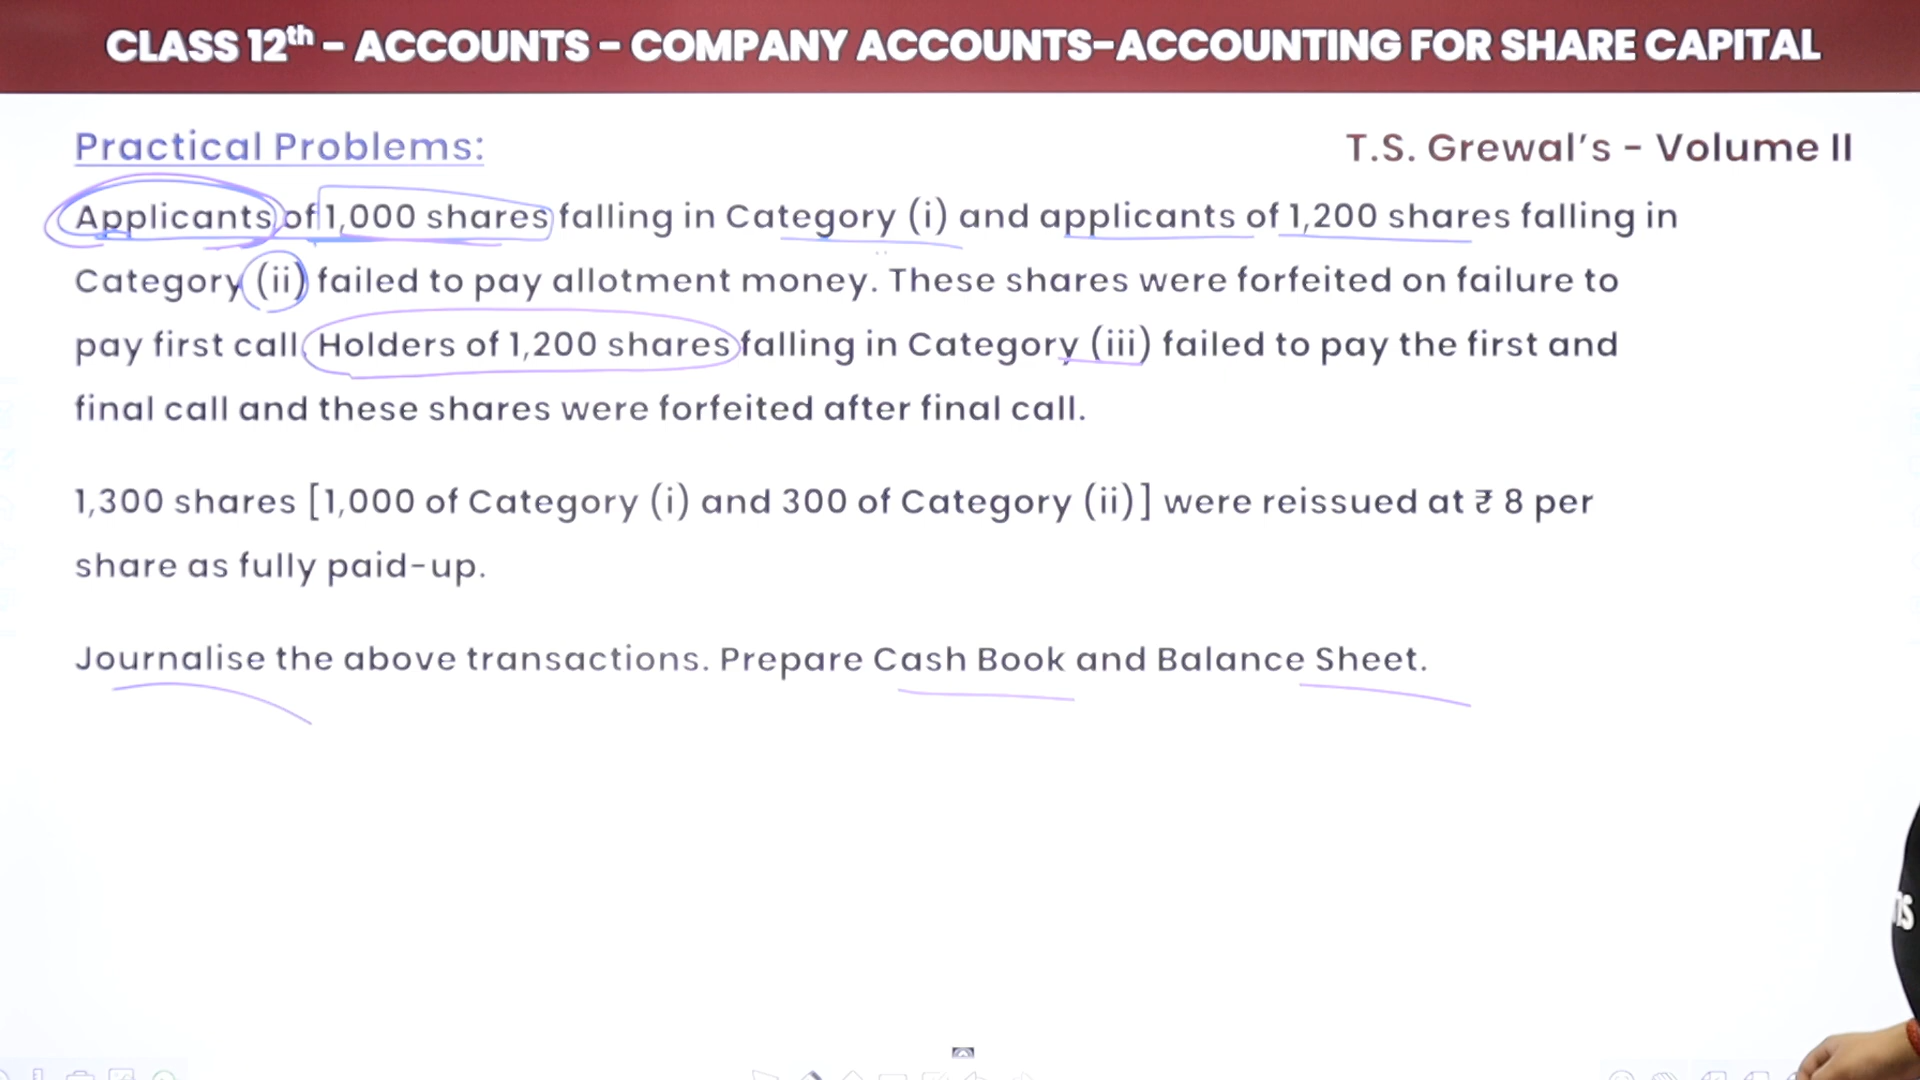 CLASS 12th - ACCOUNTS - COMPANY ACCOUNTS-ACCOUNTING FOR SHARE CAPITAL
Practical Problems:
T.S. Grewal's - Volume II
Applicants of 1,000 shares falling in Category (i) and applicants of 1,200 shares falling in
Category (ii) failed to pay allotment money. These shares were forfeited on failure to
pay first call. Holders of 1,200 shares falling in Category (iii) failed to pay the first and
final call and these shares were forfeited after final call.
1,300 shares [1,000 of Category (i) and 300 of Category (ii)] were reissued at ₹ 8 per
share as fully paid-up.
Journalise the above transactions. Prepare Cash Book and Balance Sheet.